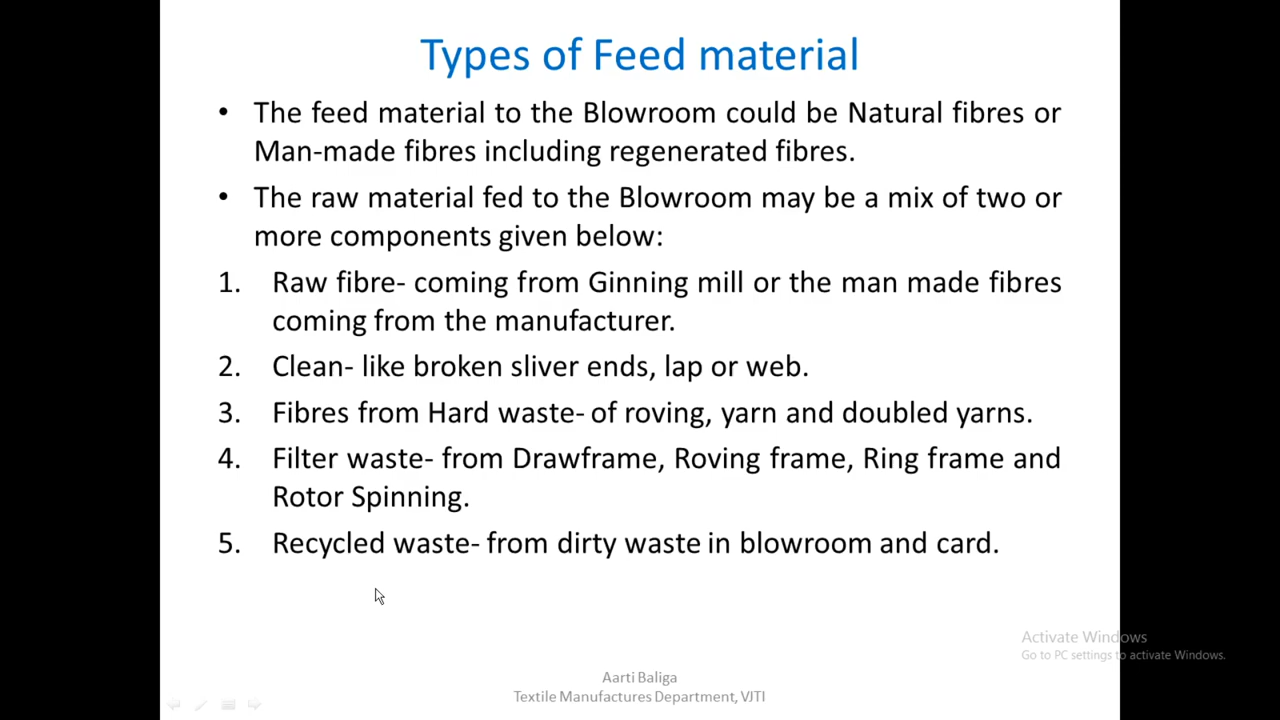 Types of Feed material
• The feed material to the Blowroom could be Natural fibres or
Man-made fibres including regenerated fibres.
• The raw material fed to the Blowroom may be a mix of two or
more components given below:
1. Raw fibre- coming from Ginning mill or the man made fibres
coming from the manufacturer.
2. Clean- like broken sliver ends, lap or web.
3. Fibres from Hard waste- of roving, yarn and doubled yarns.
4. Filter waste- from Drawframe, Roving frame, Ring frame and
Rotor Spinning.
5. Recycled waste- from dirty waste in blowroom and card.
Activate Windows
Go to PC settings to activate Windows.
Aarti Baliga
Textile Manufactures Department, VJTI